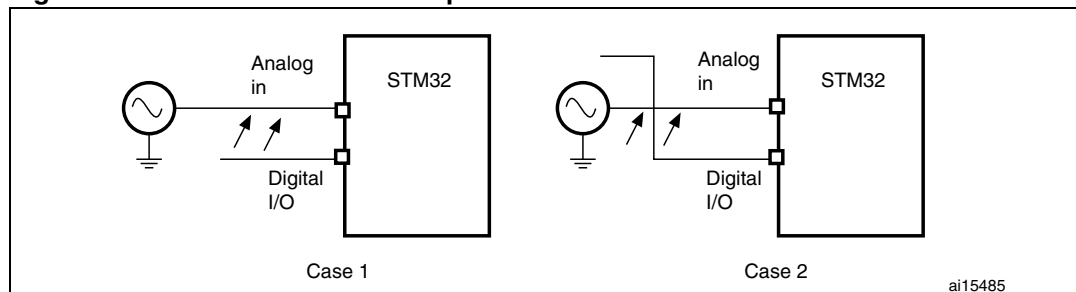 Analog
in
STM32
Digital
I/O
Case 1
Analog
in
STM32
Digital
I/O
Case 2
ai15485